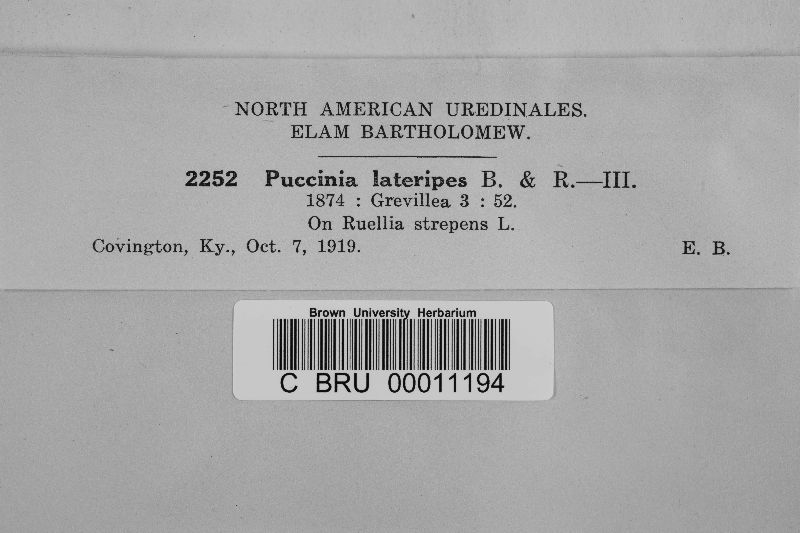 NORTH AMERICAN UREDINALES.
ELAM BARTHOLOMEW.
2252 Puccinia lateripes B. & R.—III.
1874 : Grevillea 3 : 52.
On Ruellia strepens L.
Covington, Ky., Oct. 7, 1919. E. B.
Brown University Herbarium
C BRU 00011194